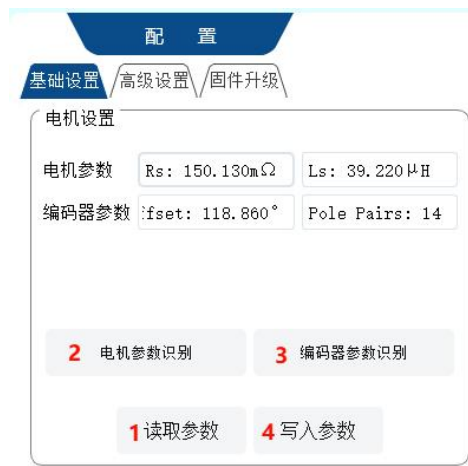 配 置
基础设置 高级设置 固件升级
电机设置
电机参数 Rs: 150.130mΩ Ls: 39.220μH
编码器参数 fset: 118.860° Pole Pairs: 14
2 电机参数识别 3 编码器参数识别
1 读取参数 4 写入参数